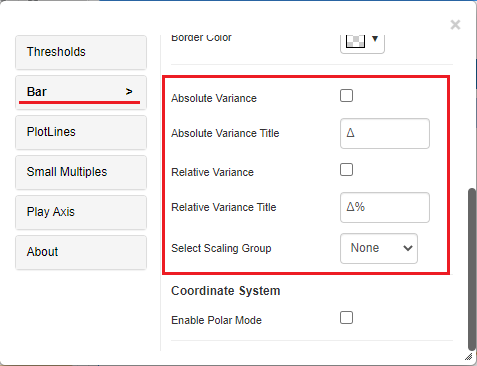 ×
Border Color ▼
Thresholds
Bar >
PlotLines
Small Multiples
Play Axis
About
Absolute Variance
Absolute Variance Title Δ
Relative Variance
Relative Variance Title Δ%
Select Scaling Group None
Coordinate System
Enable Polar Mode